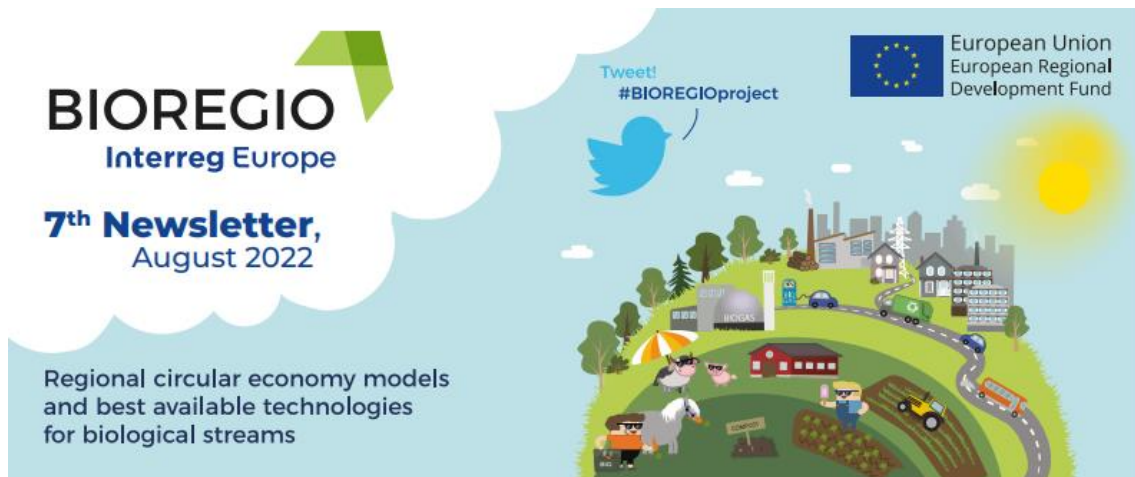 BIOREGIO
Interreg Europe
7th Newsletter,
August 2022
Regional circular economy models
and best available technologies
for biological streams
Tweet!
#BIOREGIOproject
European Union
European Regional
Development Fund
BIOGAS
COMPOST